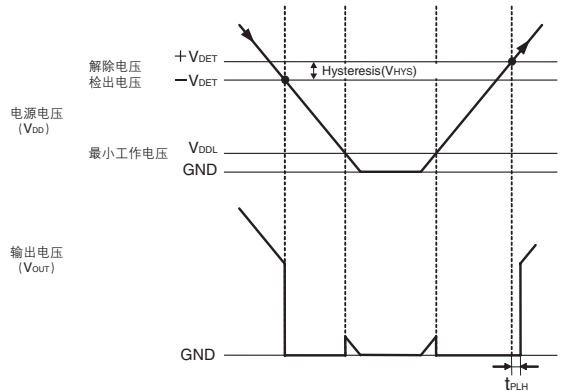 解除电压 +VDET
Hysteresis(VHYS)
检出电压 −VDET
电源电压
(VDD)
最小工作电压 VDDL
GND
输出电压
(VOUT)
GND
tPLH